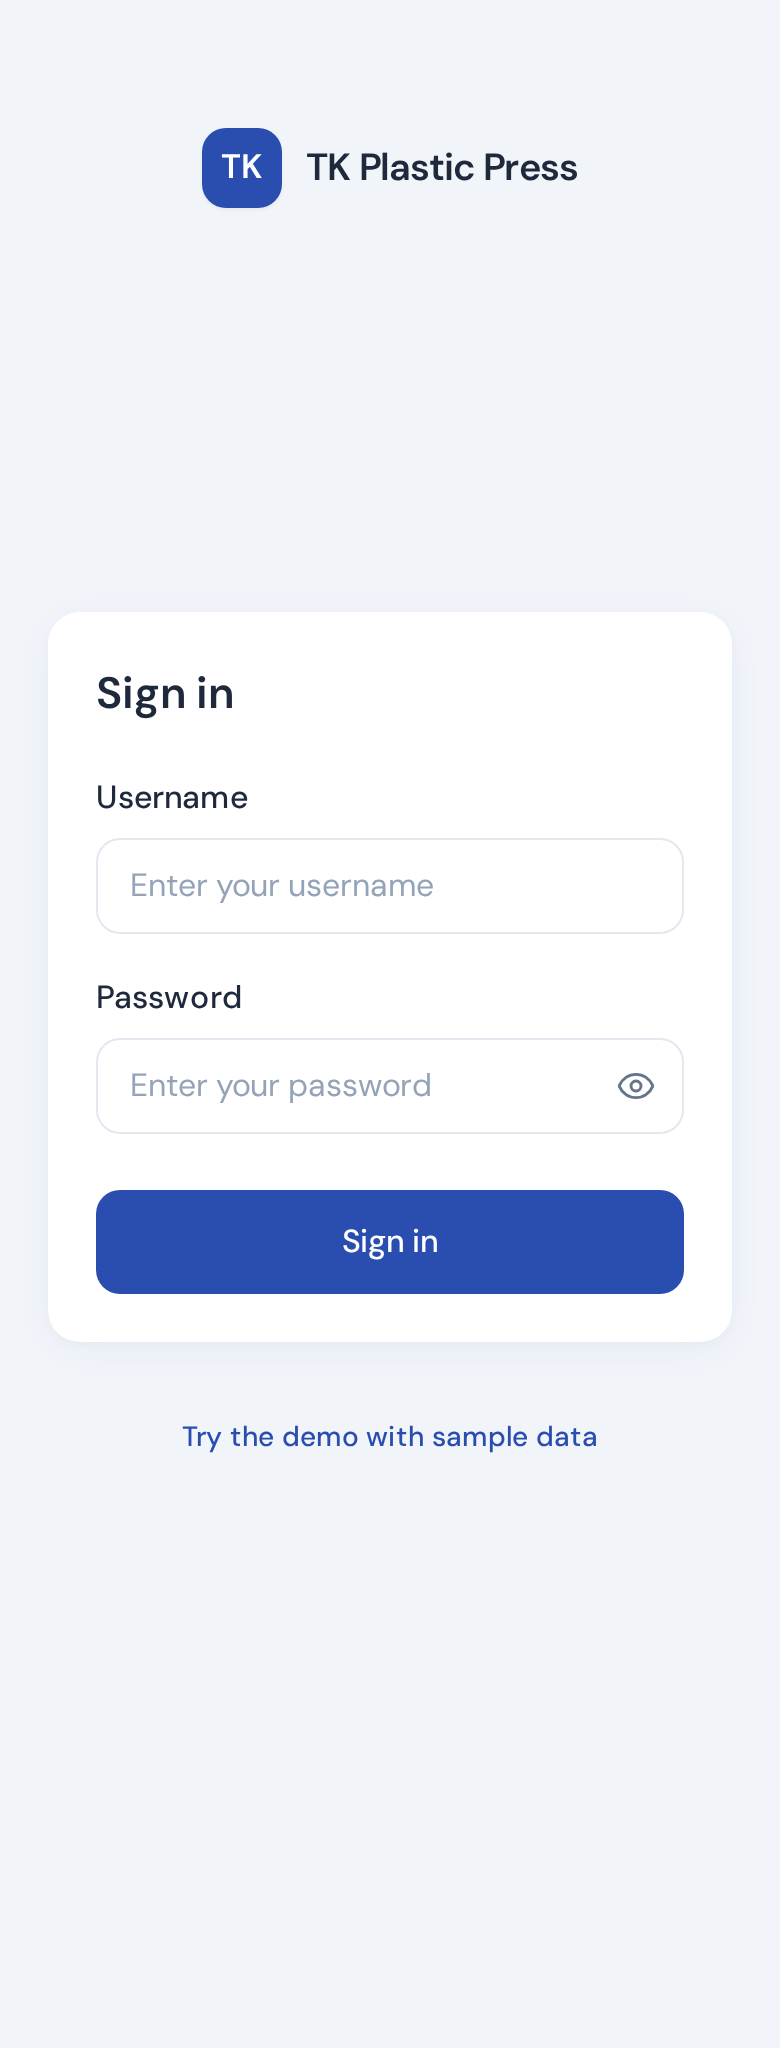 TK TK Plastic Press
Sign in
Username
Enter your username
Password
Enter your password
Sign in
Try the demo with sample data